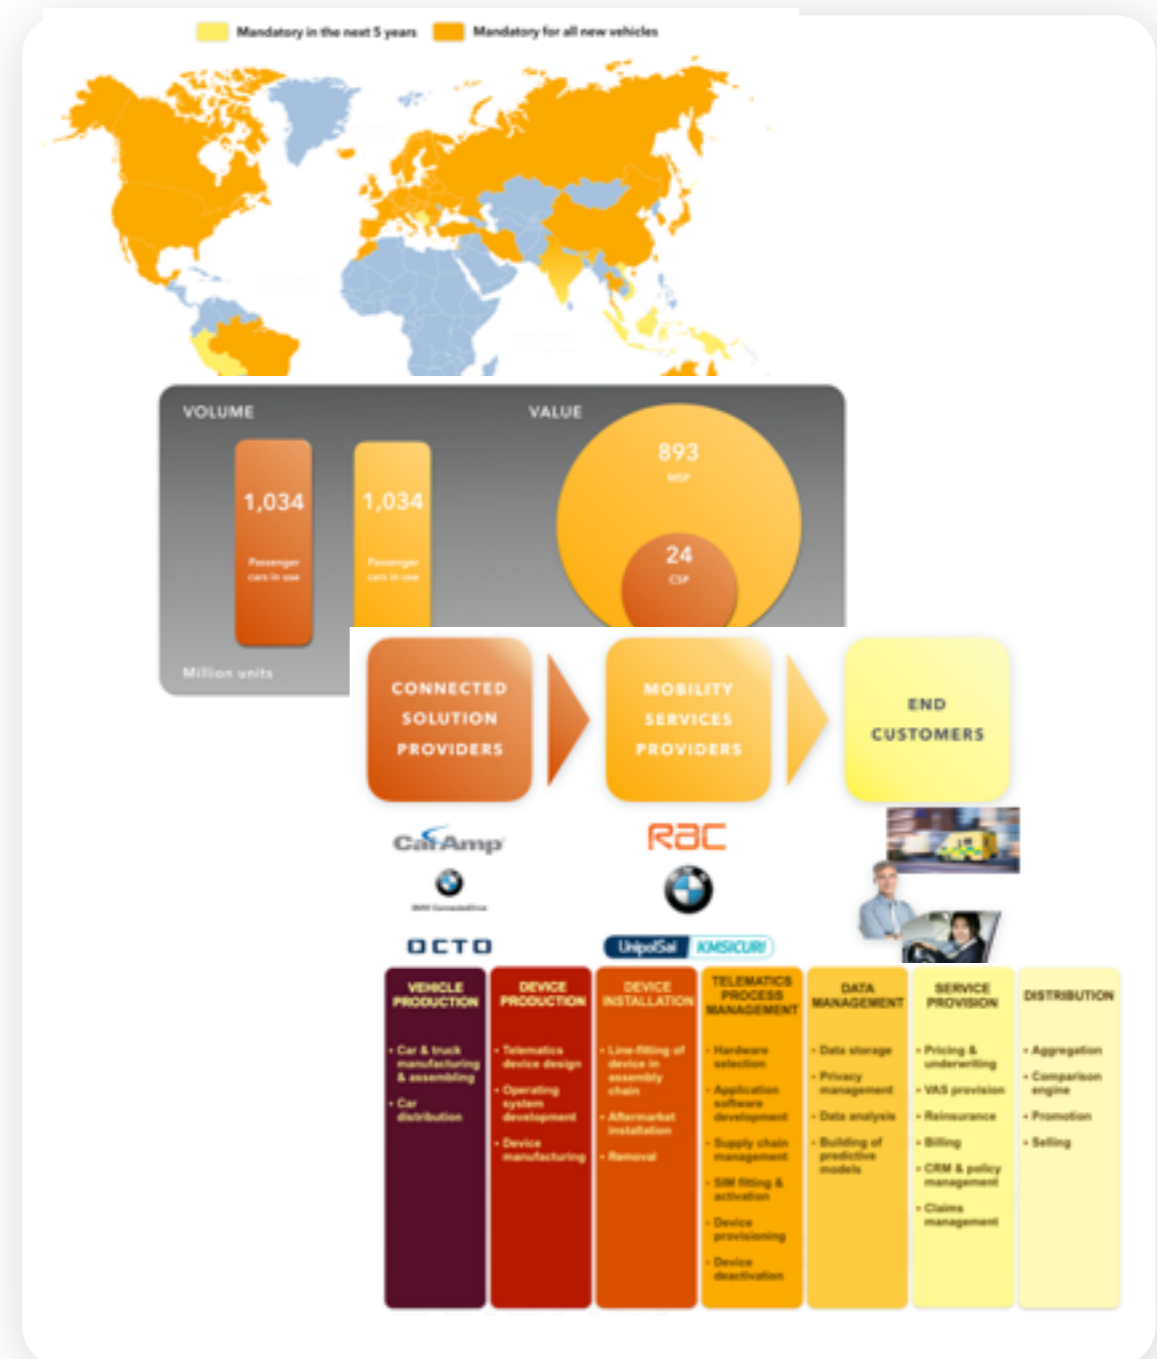 Mandatory in the next 5 years
Mandatory for all new vehicles
VOLUME
VALUE
1,034
Passenger
cars in use
1,034
Passenger
cars in use
893
MSP
24
CSP
Million units
CONNECTED
SOLUTION
PROVIDERS
MOBILITY
SERVICES
PROVIDERS
END
CUSTOMERS
CalAmp
BMW ConnectedDrive
OCTO
RAC
BMW
UnipolSai
KMSICURI
VEHICLE
PRODUCTION
• Car & truck
manufacturing
& assembling
• Car
distribution
DEVICE
PRODUCTION
• Telematics
device design
• Operating
system
development
• Device
manufacturing
DEVICE
INSTALLATION
• Line-fitting of
device in
assembly
chain
• Aftermarket
installation
• Removal
TELEMATICS
PROCESS
MANAGEMENT
• Hardware
selection
• Application
software
development
• Supply chain
management
• SIM fitting &
activation
• Device
provisioning
• Device
deactivation
DATA
MANAGEMENT
• Data storage
• Privacy
management
• Data analysis
• Building of
predictive
models
SERVICE
PROVISION
• Pricing &
underwriting
• VAS provision
• Reinsurance
• Billing
• CRM & policy
management
• Claims
management
DISTRIBUTION
• Aggregation
• Comparison
engine
• Promotion
• Selling